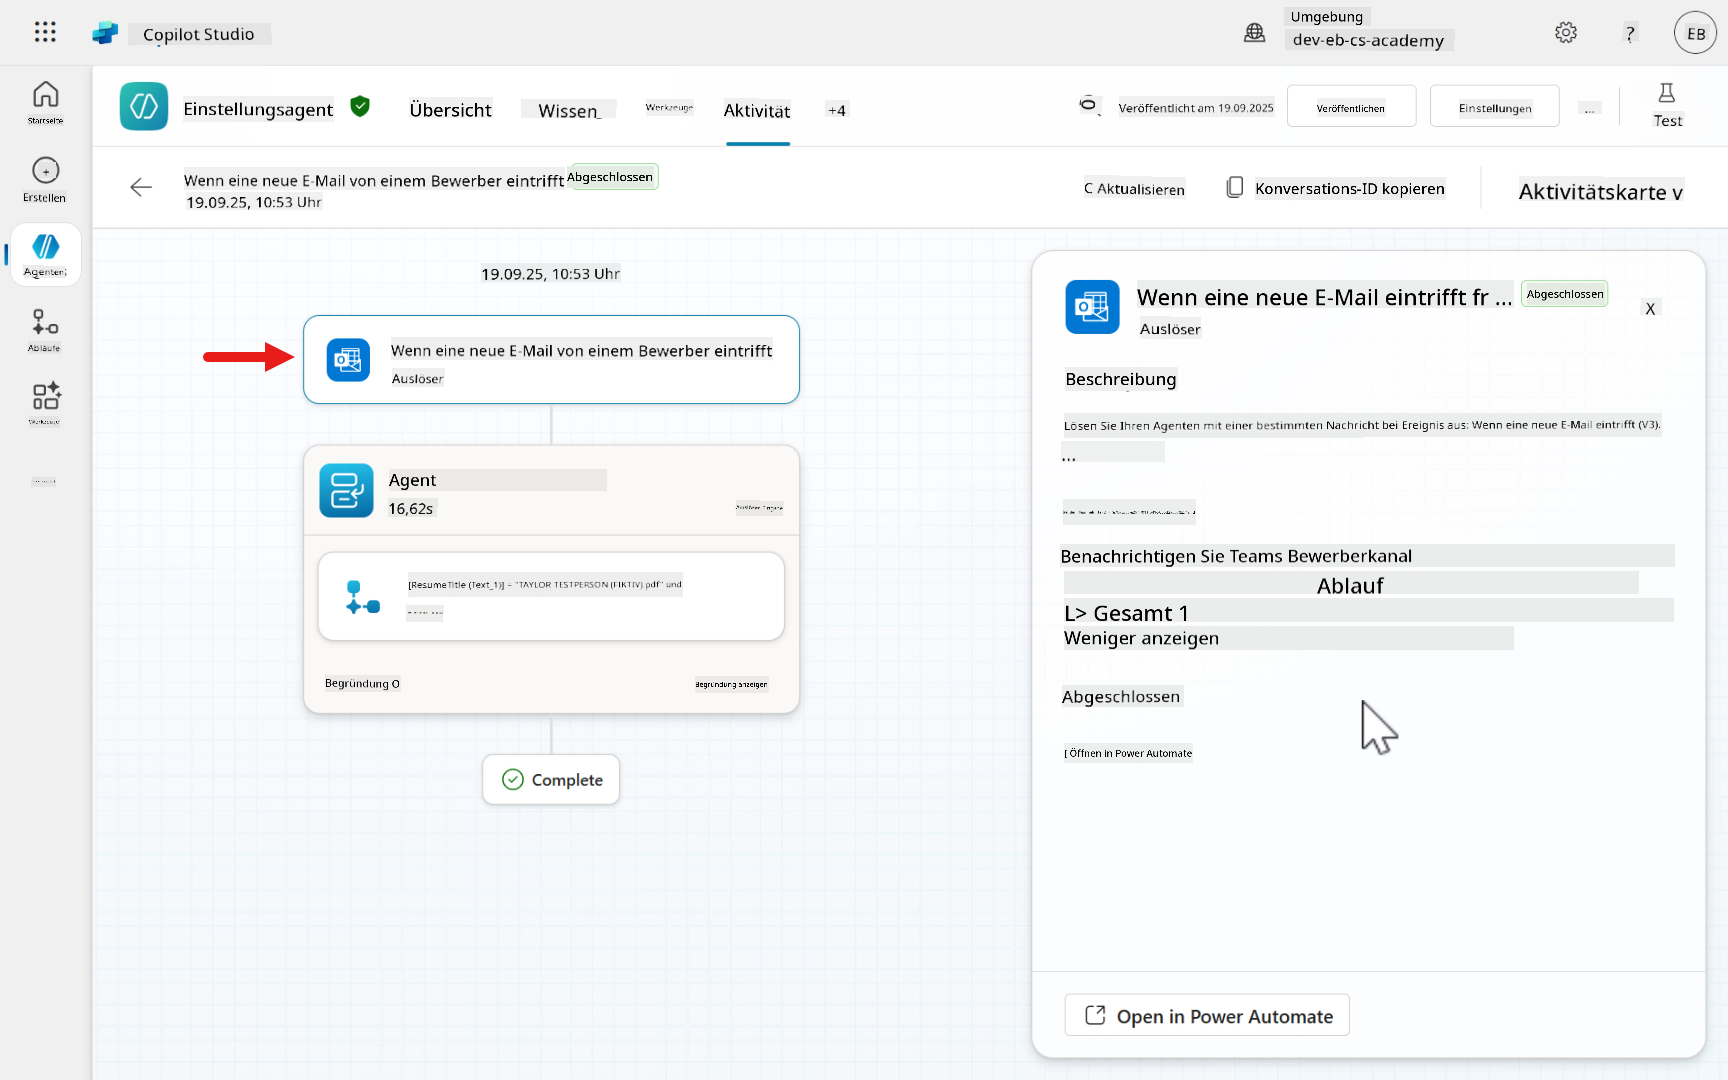 Copilot Studio
Umgebung
dev-eb-cs-academy
?
EB
Startseite
Erstellen
Agenten
Abläufe
Werkzeuge
Einstellungsagent
Übersicht
Wissen_
Werkzeuge
Aktivität
+4
Veröffentlicht am 19.09.2025
Veröffentlichen
Einstellungen
...
Test
Wenn eine neue E-Mail von einem Bewerber eintrifft
Abgeschlossen
19.09.25, 10:53 Uhr
C Aktualisieren
Konversations-ID kopieren
Aktivitätskarte v
19.09.25, 10:53 Uhr
Wenn eine neue E-Mail von einem Bewerber eintrifft
Auslöser
Agent
16,62s
[ResumeTitle (Text_1)] = "TAYLOR TESTPERSON (FIKTIV).pdf" und
Begründung O
Begründung anzeigen
Complete
Wenn eine neue E-Mail eintrifft fr ...
Abgeschlossen
X
Auslöser
Beschreibung
Lösen Sie Ihren Agenten mit einer bestimmten Nachricht bei Ereignis aus: Wenn eine neue E-Mail eintrifft (V3).
...
Benachrichtigen Sie Teams Bewerberkanal
Ablauf
L> Gesamt 1
Weniger anzeigen
Abgeschlossen
[ Öffnen in Power Automate
Open in Power Automate